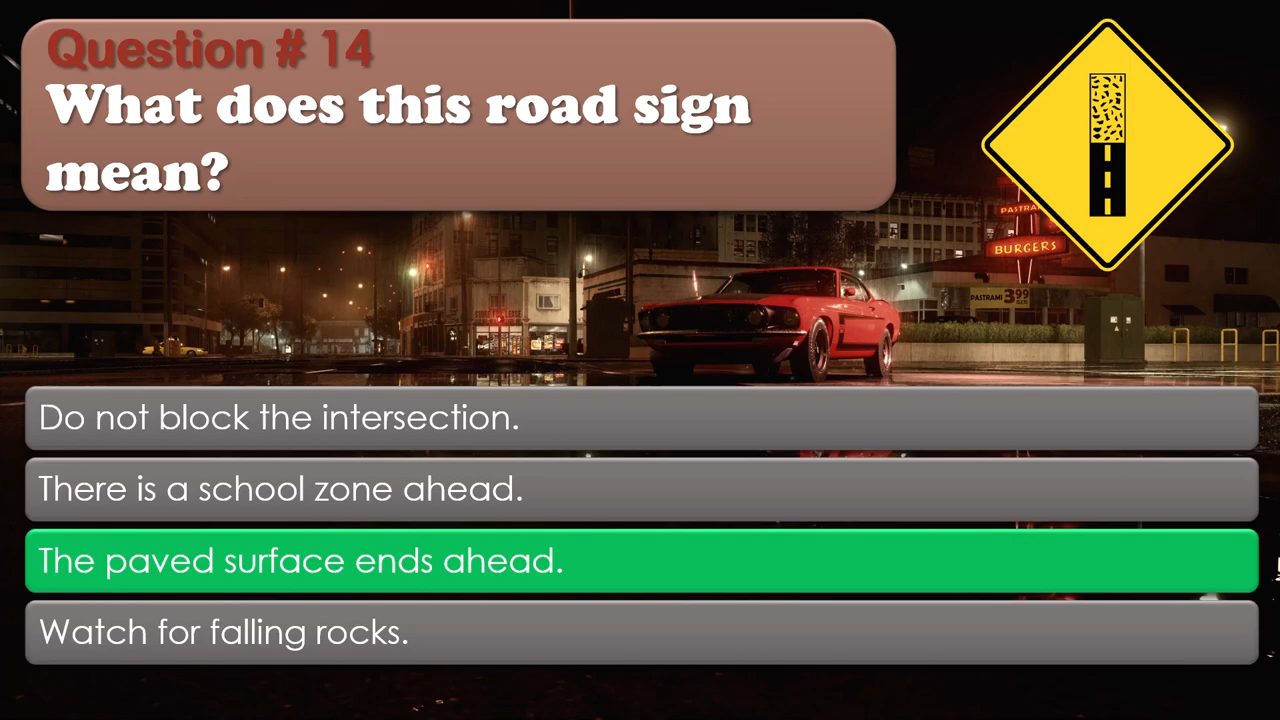 Question # 14
What does this road sign
mean?
PASTRAMI
BURGERS
PASTRAMI 3.99
Do not block the intersection.
There is a school zone ahead.
The paved surface ends ahead.
Watch for falling rocks.